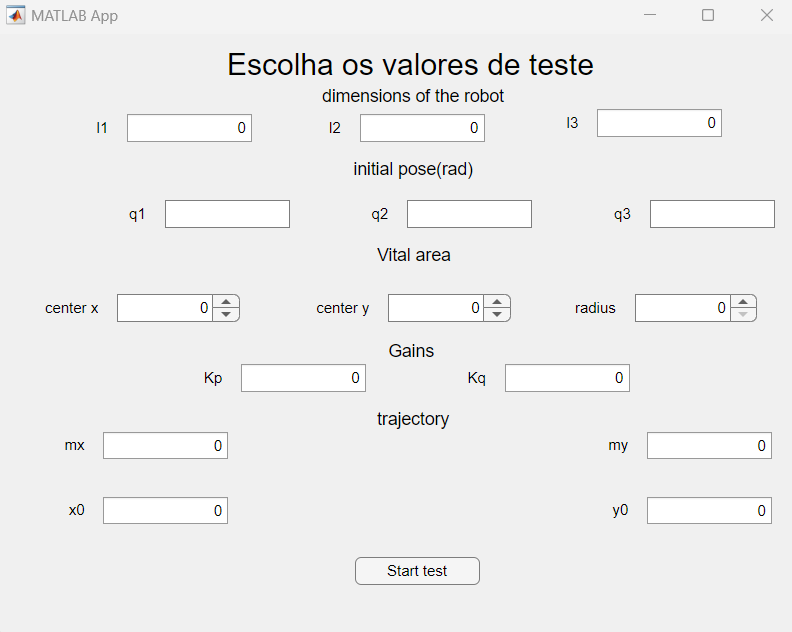 MATLAB App
Escolha os valores de teste
dimensions of the robot
l1 0 l2 0 l3 0
initial pose(rad)
q1 q2 q3
Vital area
center x 0 center y 0 radius 0
Gains
Kp 0 Kq 0
trajectory
mx 0 my 0
x0 0 y0 0
Start test